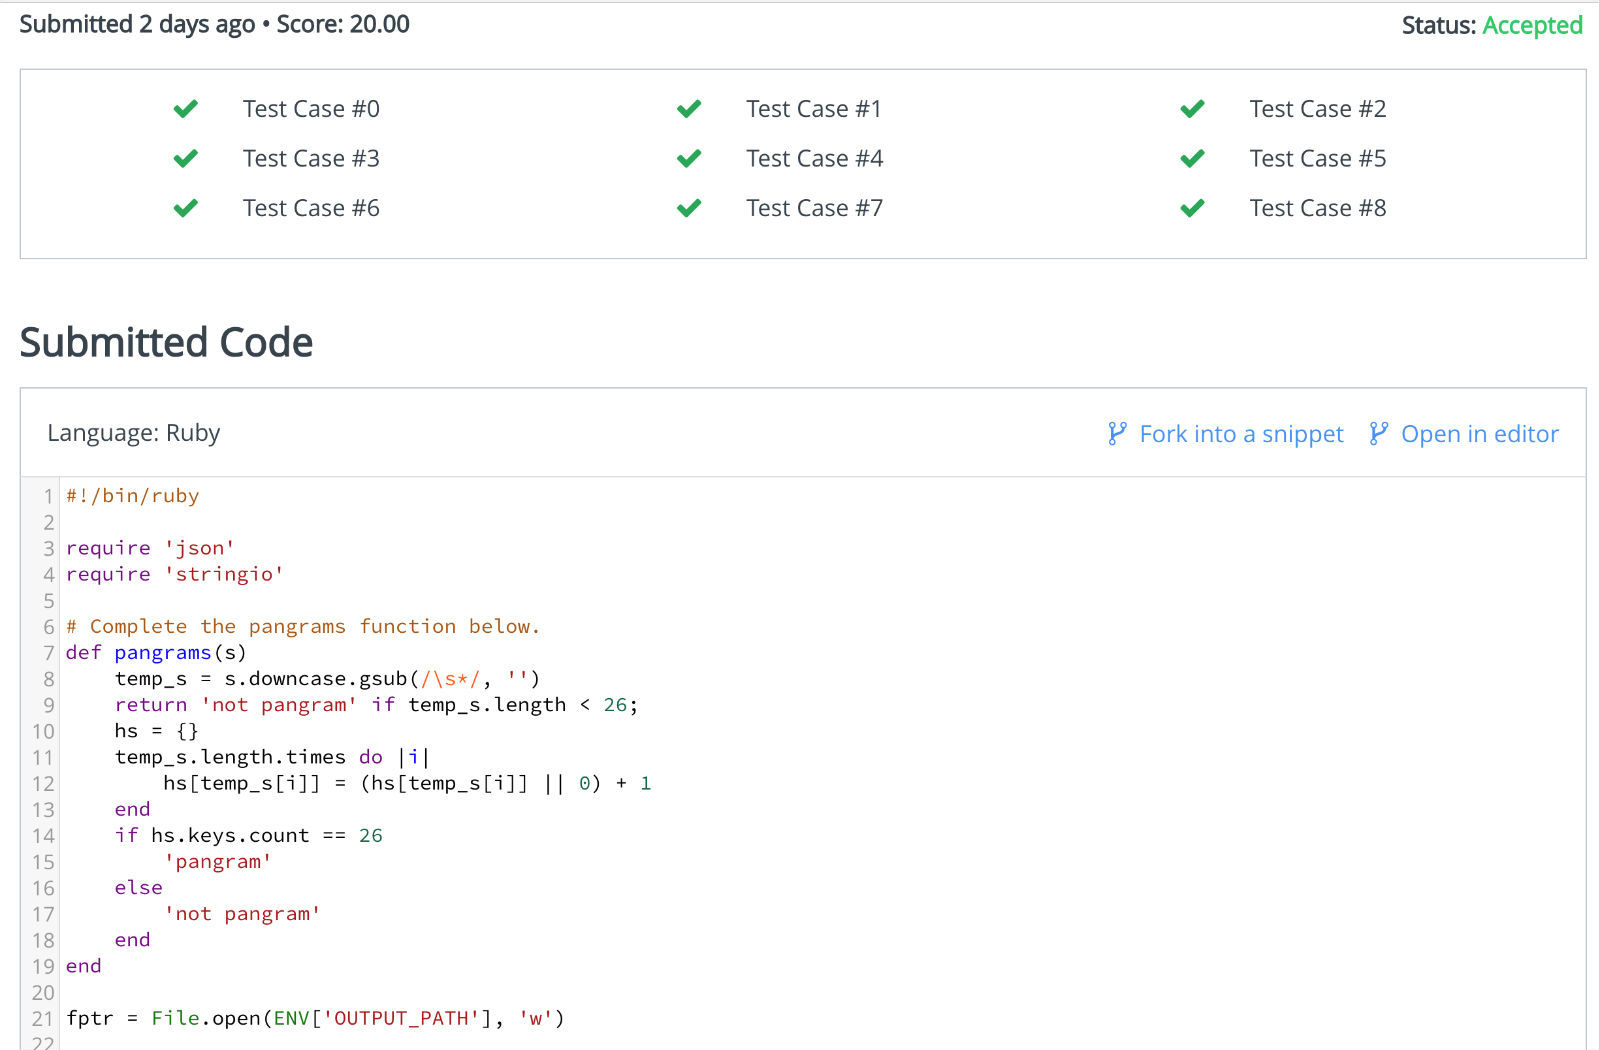 Submitted 2 days ago • Score: 20.00
Status: Accepted
Test Case #0
Test Case #1
Test Case #2
Test Case #3
Test Case #4
Test Case #5
Test Case #6
Test Case #7
Test Case #8
Submitted Code
Language: Ruby
Fork into a snippet
Open in editor
1 #!/bin/ruby
2
3 require 'json'
4 require 'stringio'
5
6 # Complete the pangrams function below.
7 def pangrams(s)
8     temp_s = s.downcase.gsub(/\s*/, '')
9     return 'not pangram' if temp_s.length < 26;
10     hs = {}
11     temp_s.length.times do |i|
12         hs[temp_s[i]] = (hs[temp_s[i]] || 0) + 1
13     end
14     if hs.keys.count == 26
15         'pangram'
16     else
17         'not pangram'
18     end
19 end
20
21 fptr = File.open(ENV['OUTPUT_PATH'], 'w')
22